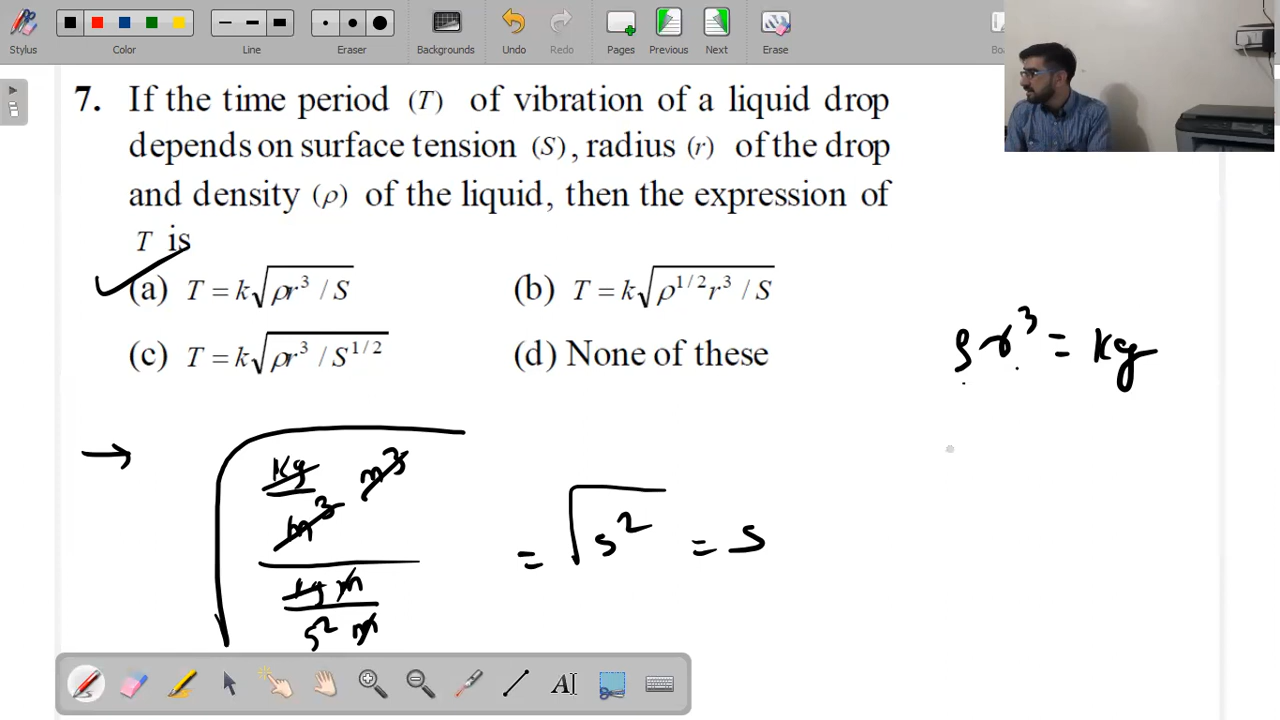 Stylus Color Line Eraser Backgrounds Undo Redo Pages Previous Next Erase
7. If the time period (T) of vibration of a liquid drop
depends on surface tension (S), radius (r) of the drop
and density (ρ) of the liquid, then the expression of
T is
(a) T = k√(ρr³ / S) (b) T = k√(ρ^{1/2}r³ / S)
(c) T = k√(ρr³ / S^{1/2}) (d) None of these
ρ r³ = kg
→ √((kg/m³ m³)/(kg m/s² m)) = √(s²) = s
AI